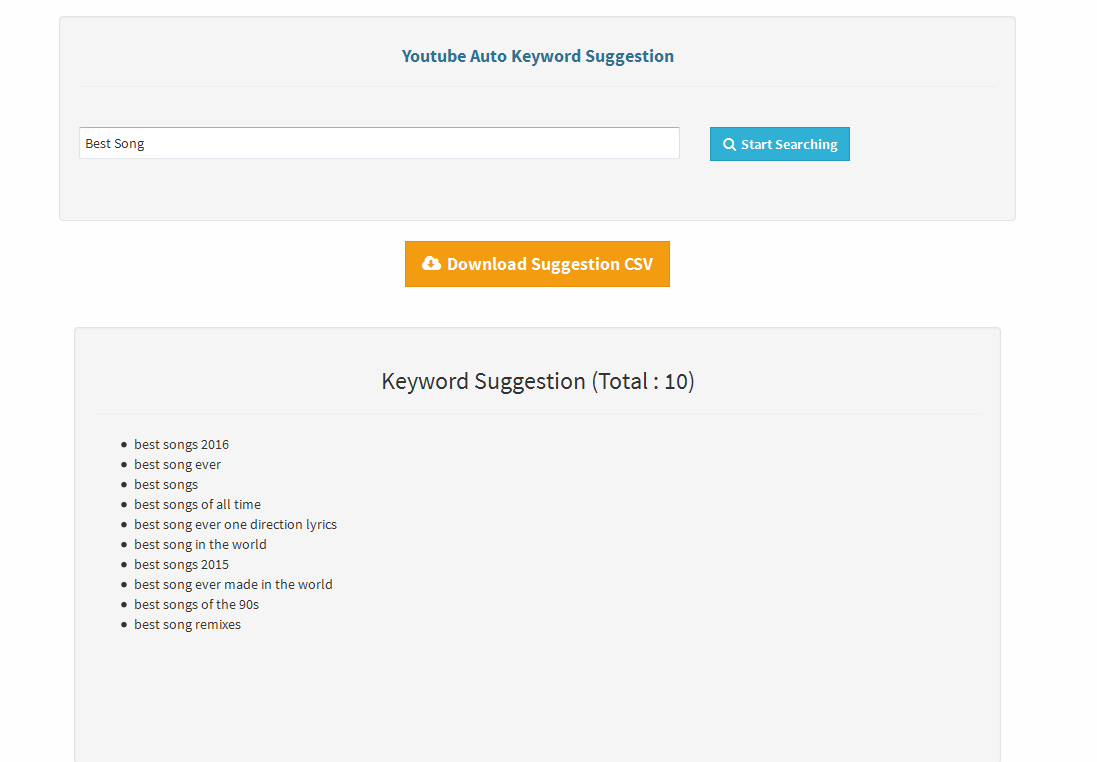 Youtube Auto Keyword Suggestion
Best Song
Start Searching
Download Suggestion CSV
Keyword Suggestion (Total : 10)
best songs 2016
best song ever
best songs
best songs of all time
best song ever one direction lyrics
best song in the world
best songs 2015
best song ever made in the world
best songs of the 90s
best song remixes